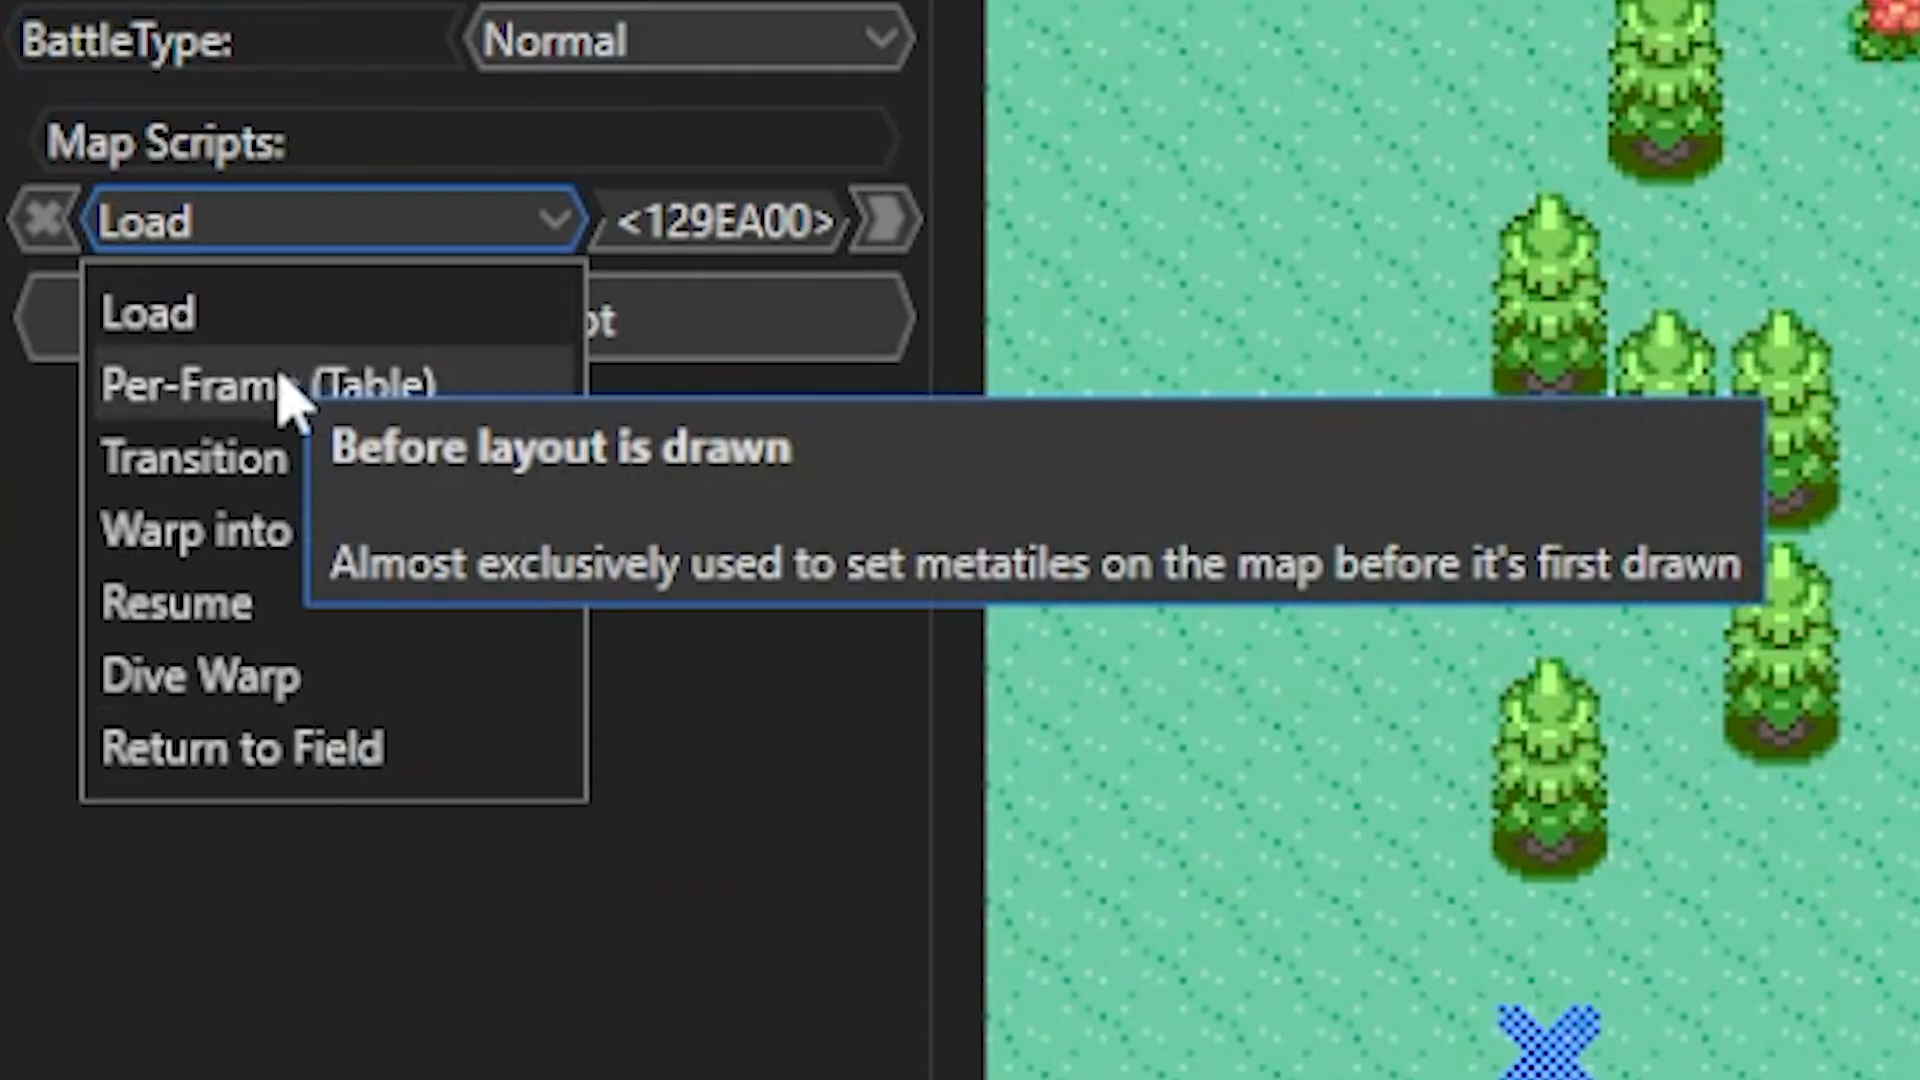 BattleType:
Normal
Map Scripts:
Load
<129EA00>
Load
pt
Per-Frame (Table)
Before layout is drawn
Transition
Warp into
Almost exclusively used to set metatiles on the map before it's first drawn
Resume
Dive Warp
Return to Field